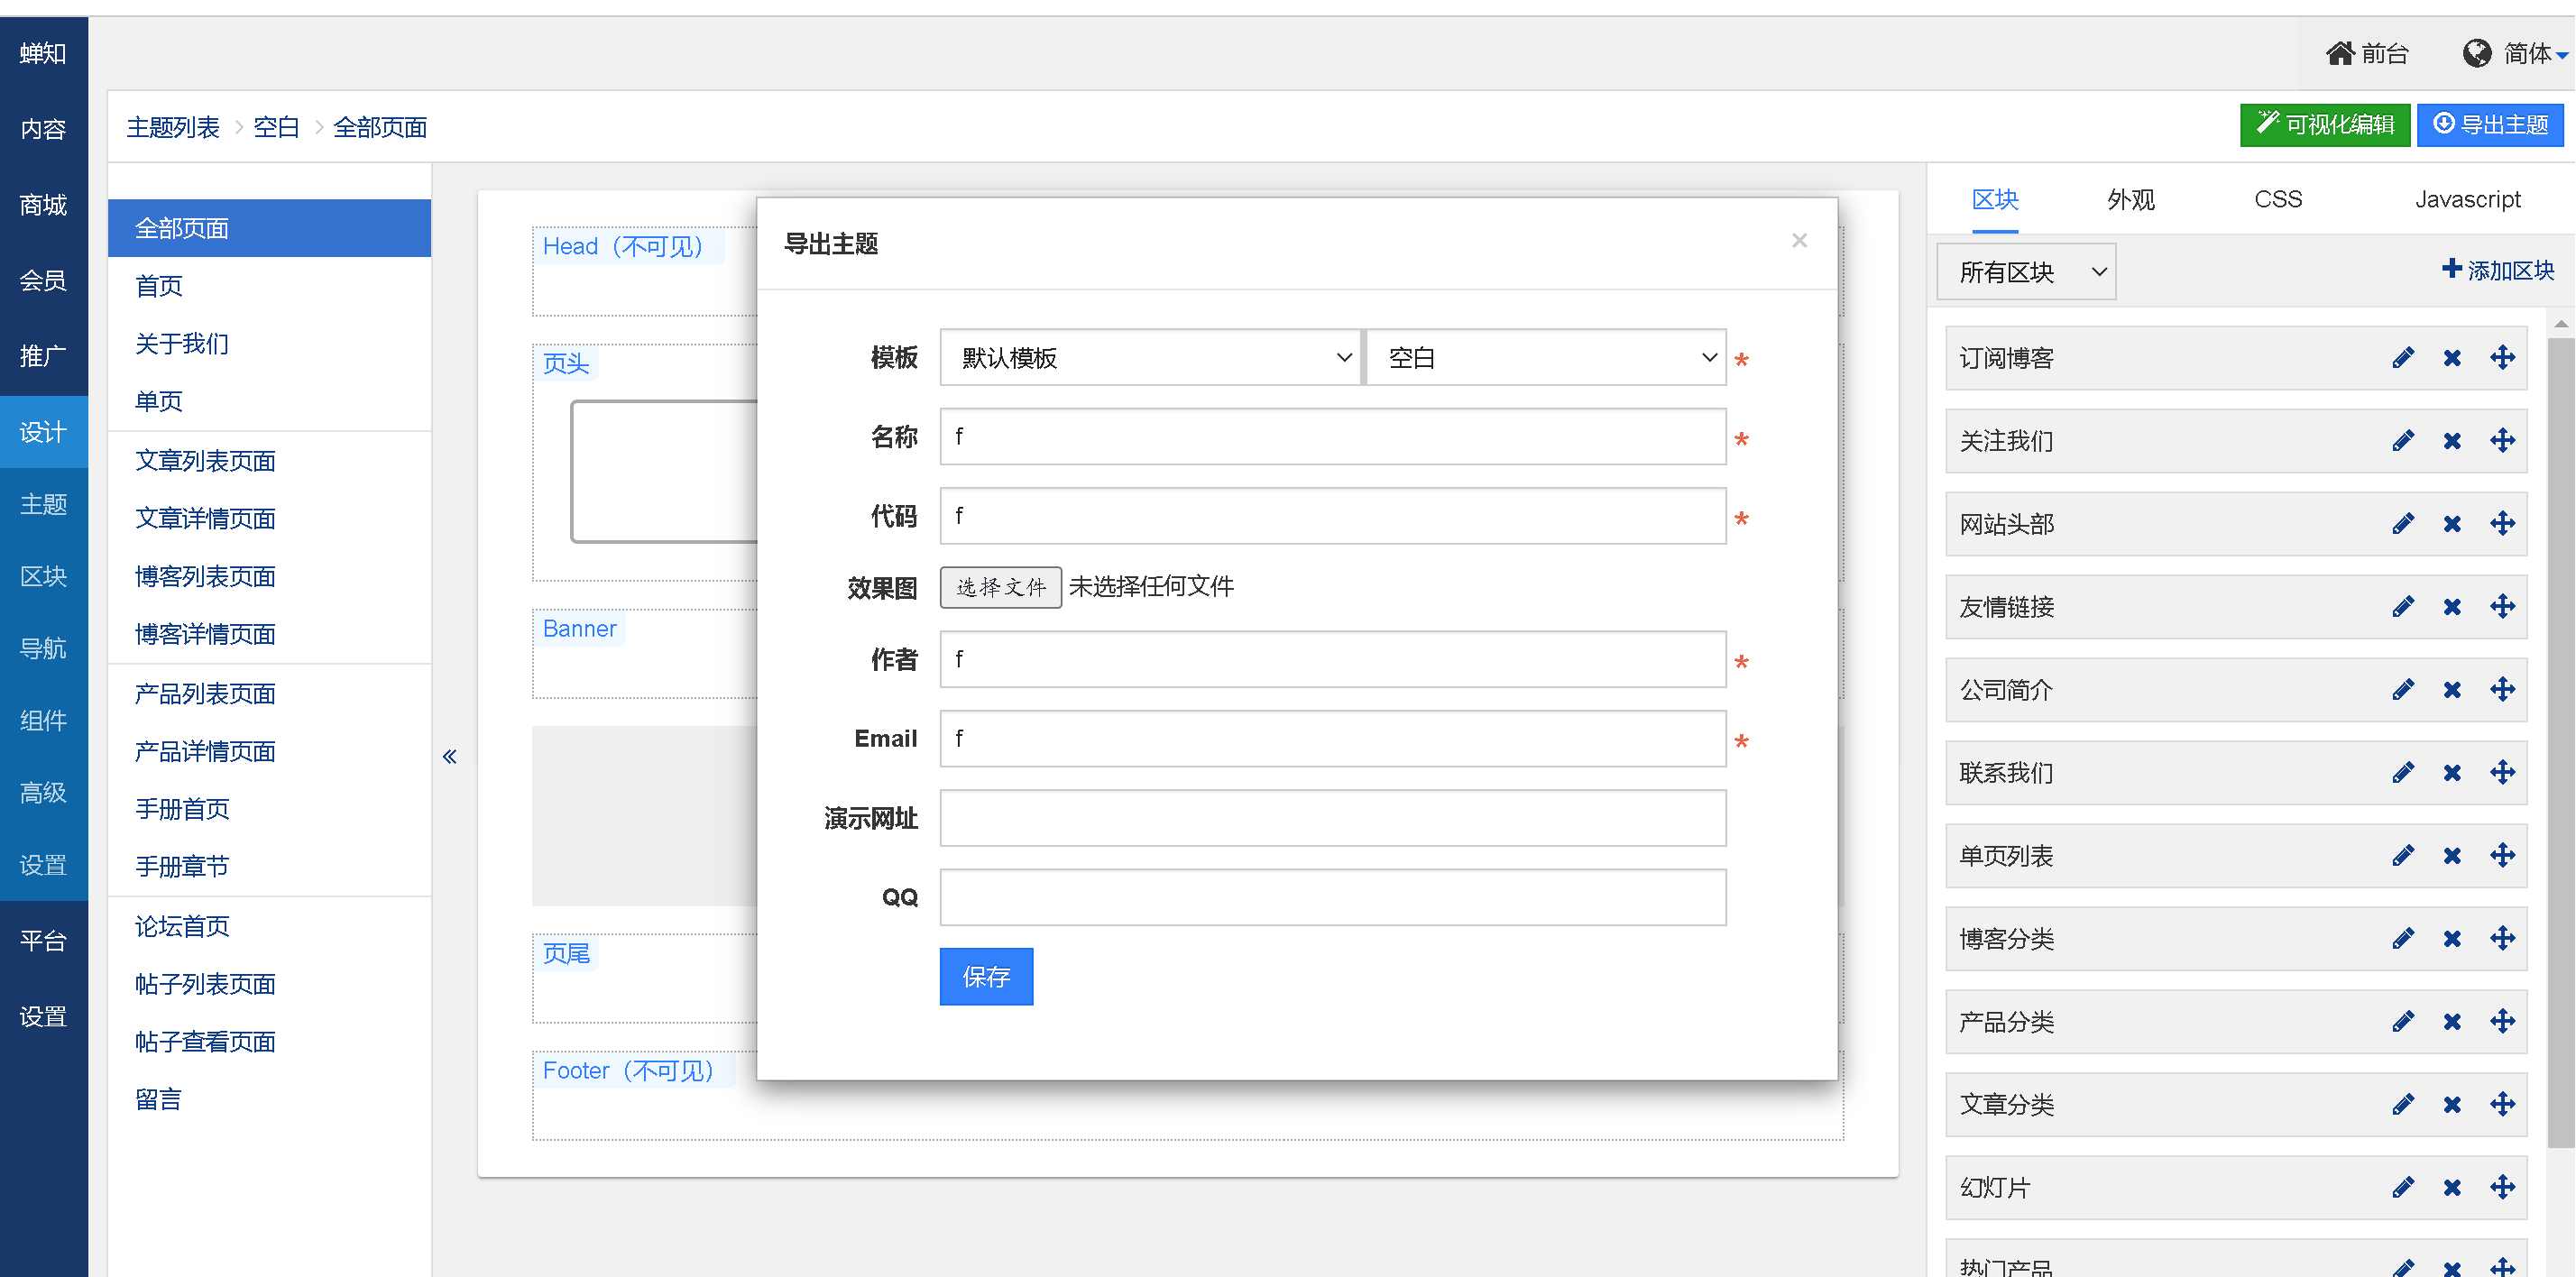 蝉知
内容
商城
会员
推广
设计
主题
区块
导航
组件
高级
设置
平台
设置
前台
简体
主题列表
空白
全部页面
可视化编辑
导出主题
全部页面
首页
关于我们
单页
文章列表页面
文章详情页面
博客列表页面
博客详情页面
产品列表页面
产品详情页面
手册首页
手册章节
论坛首页
帖子列表页面
帖子查看页面
留言
Head（不可见）
页头
Banner
页尾
Footer（不可见）
导出主题 ×
模板 默认模板 空白 *
名称 f *
代码 f *
效果图 选择文件 未选择任何文件
作者 f *
Email f *
演示网址
QQ
保存
区块 外观 CSS Javascript
所有区块 添加区块
订阅博客
关注我们
网站头部
友情链接
公司简介
联系我们
单页列表
博客分类
产品分类
文章分类
幻灯片
热门产品